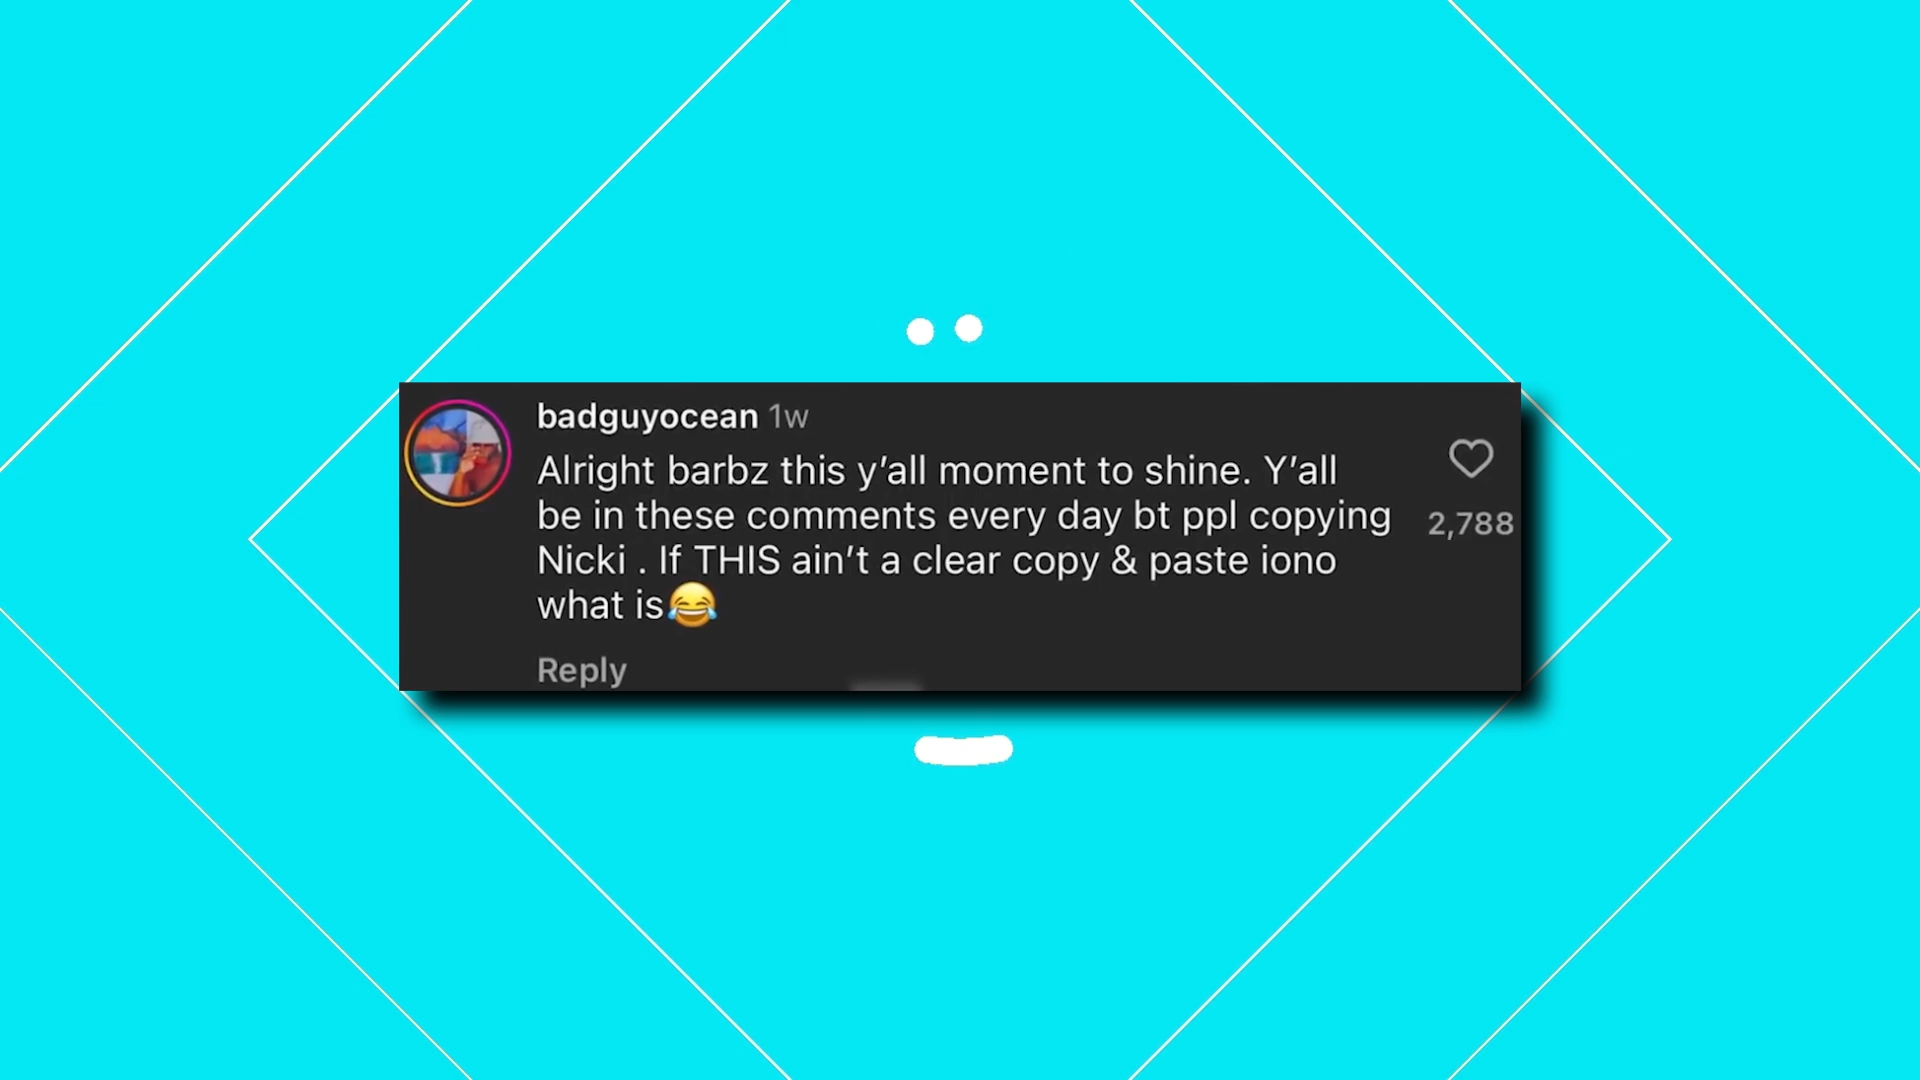 badguyocean 1w
Alright barbz this y’all moment to shine. Y’all
be in these comments every day bt ppl copying
Nicki . If THIS ain’t a clear copy & paste iono
what is😂
2,788
Reply